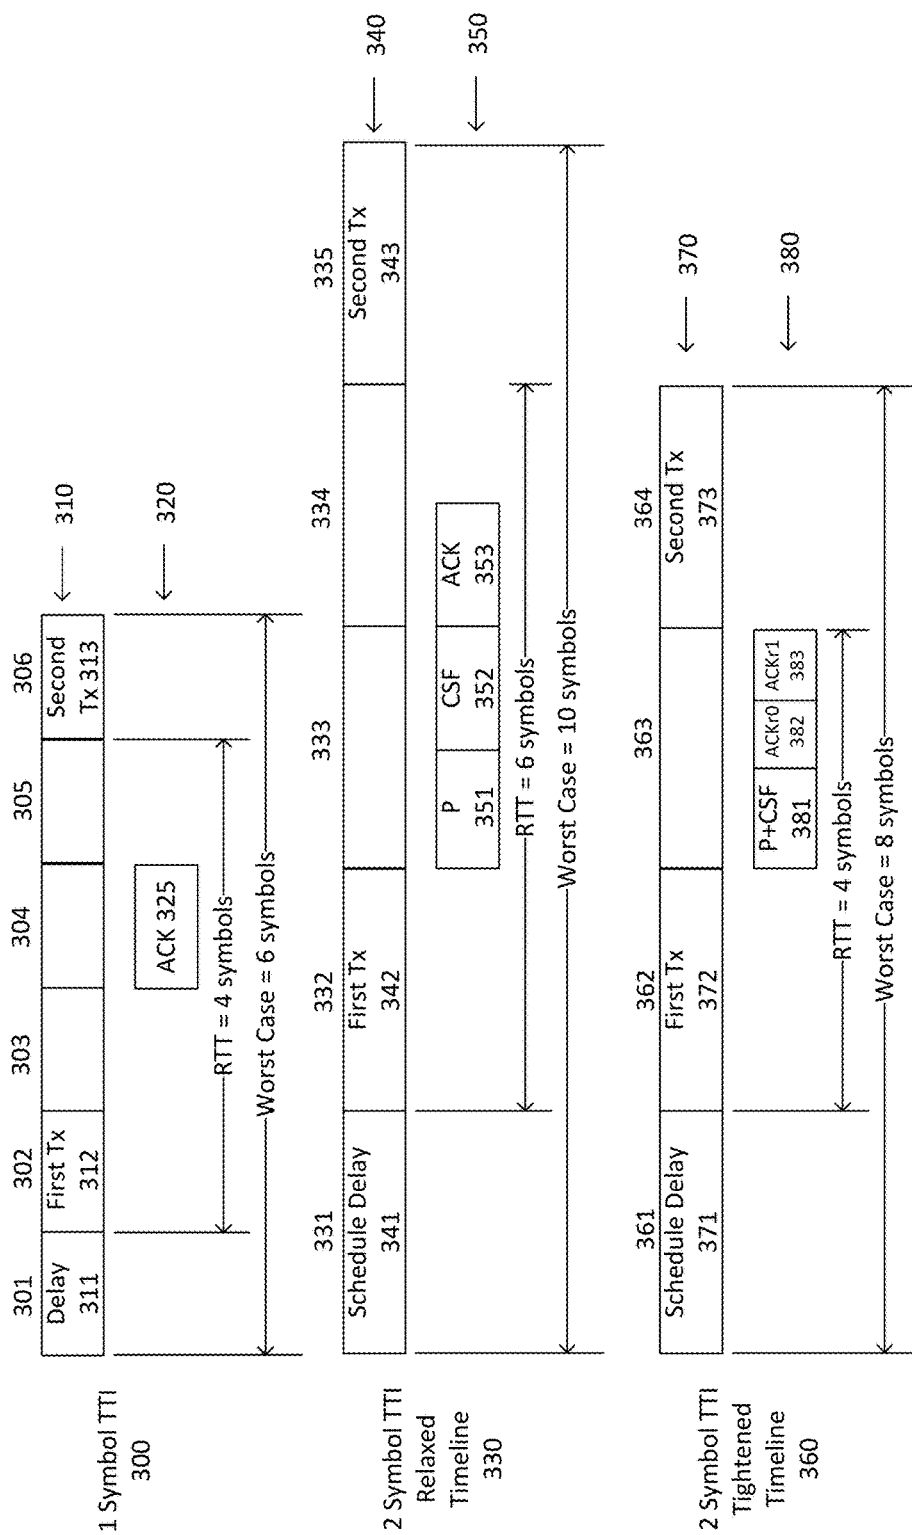 1 Symbol TTI
300
301
302
303
304
305
306
Delay
311
First Tx
312
Second
Tx 313
310
ACK 325
320
RTT = 4 symbols
Worst Case = 6 symbols
2 Symbol TTI
Relaxed
Timeline
330
331
332
333
334
335
Schedule Delay
341
First Tx
342
Second Tx
343
340
P
351
CSF
352
ACK
353
350
RTT = 6 symbols
Worst Case = 10 symbols
2 Symbol TTI
Tightened
Timeline
360
361
362
363
364
Schedule Delay
371
First Tx
372
Second Tx
373
370
P+CSF
381
ACKr0
382
ACKr1
383
380
RTT = 4 symbols
Worst Case = 8 symbols